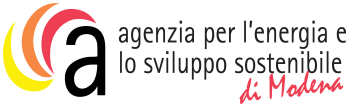 a
agenzia per l'energia e
lo sviluppo sostenibile
di Modena